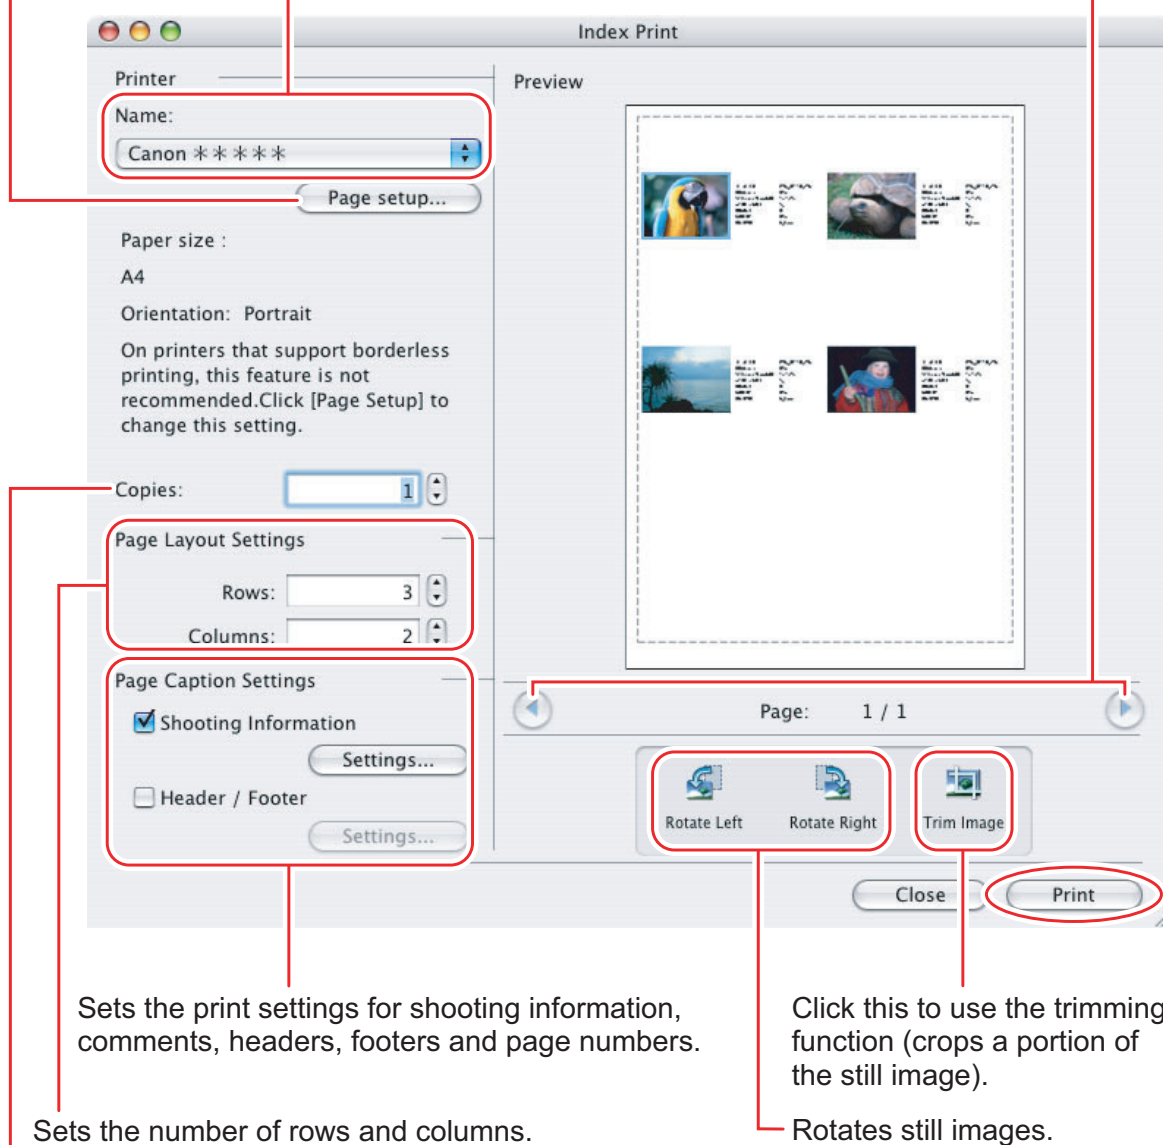 Index Print
Printer
Name:
Canon *****
Page setup...
Paper size :
A4
Orientation: Portrait
On printers that support borderless
printing, this feature is not
recommended.Click [Page Setup] to
change this setting.
Copies:
1
Page Layout Settings
Rows:
3
Columns:
2
Page Caption Settings
Shooting Information
Settings...
Header / Footer
Settings...
Preview
Page: 1 / 1
Rotate Left
Rotate Right
Trim Image
Close
Print
Sets the print settings for shooting information,
comments, headers, footers and page numbers.
Click this to use the trimming
function (crops a portion of
the still image).
Sets the number of rows and columns.
Rotates still images.